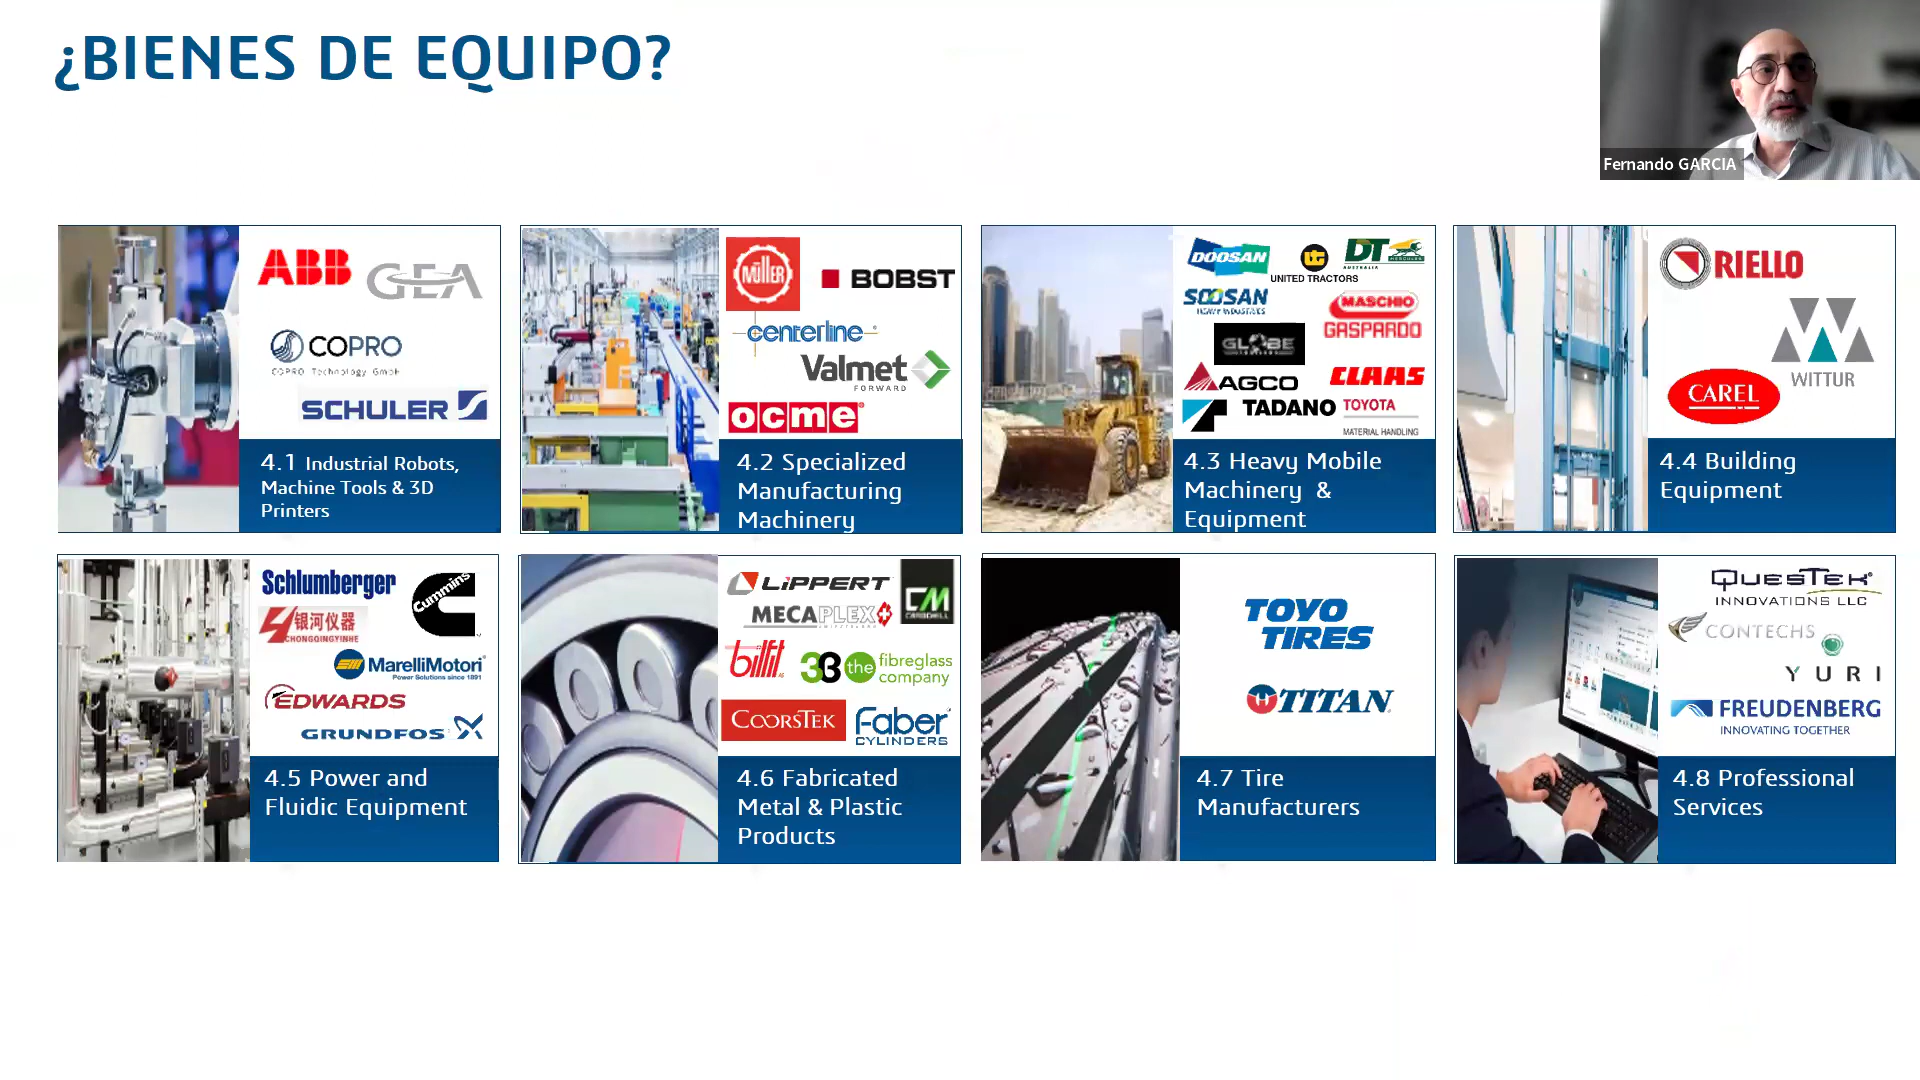 ¿BIENES DE EQUIPO?
Fernando GARCIA
ABB
GEA
COPRO
COPRO Technology GmbH
SCHULER
4.1 Industrial Robots,
Machine Tools & 3D
Printers
MÜLLER
BOBST
centerline
Valmet
FORWARD
ocme
4.2 Specialized
Manufacturing
Machinery
DOOSAN
UNITED TRACTORS
DT
AUSTRALIA
HERCULES
SOOSAN
HEAVY INDUSTRIES
MASCHIO
GASPARDO
GLOBE
AGCO
CLAAS
TADANO
TOYOTA
MATERIAL HANDLING
4.3 Heavy Mobile
Machinery &
Equipment
RIELLO
WITTUR
CAREL
4.4 Building
Equipment
Schlumberger
Cummins
银河仪器
CHONGQINGYINHE
MarelliMotori
Power Solutions since 1891
EDWARDS
GRUNDFOS
4.5 Power and
Fluidic Equipment
LIPPERT
CM
MECAPLEX
the fibreglass
company
COORSTEK
Faber
CYLINDERS
4.6 Fabricated
Metal & Plastic
Products
TOYO
TIRES
TITAN
4.7 Tire
Manufacturers
QUESTEK
INNOVATIONS LLC
CONTECHS
YURI
FREUDENBERG
INNOVATING TOGETHER
4.8 Professional
Services